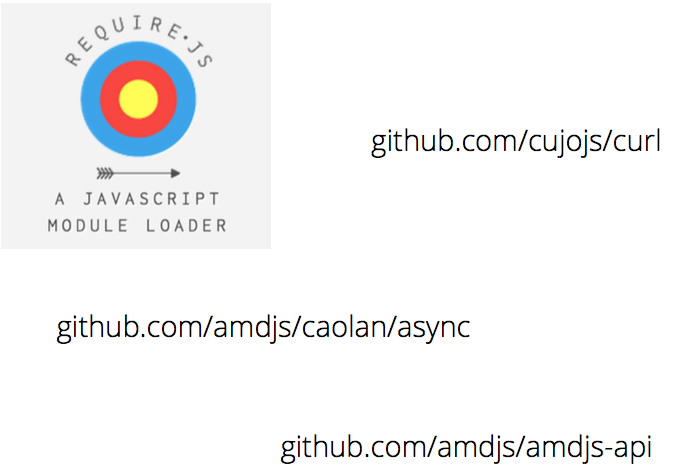 REQUIRE.JS
A JAVASCRIPT
MODULE LOADER
github.com/cujojs/curl
github.com/amdjs/caolan/async
github.com/amdjs/amdjs-api